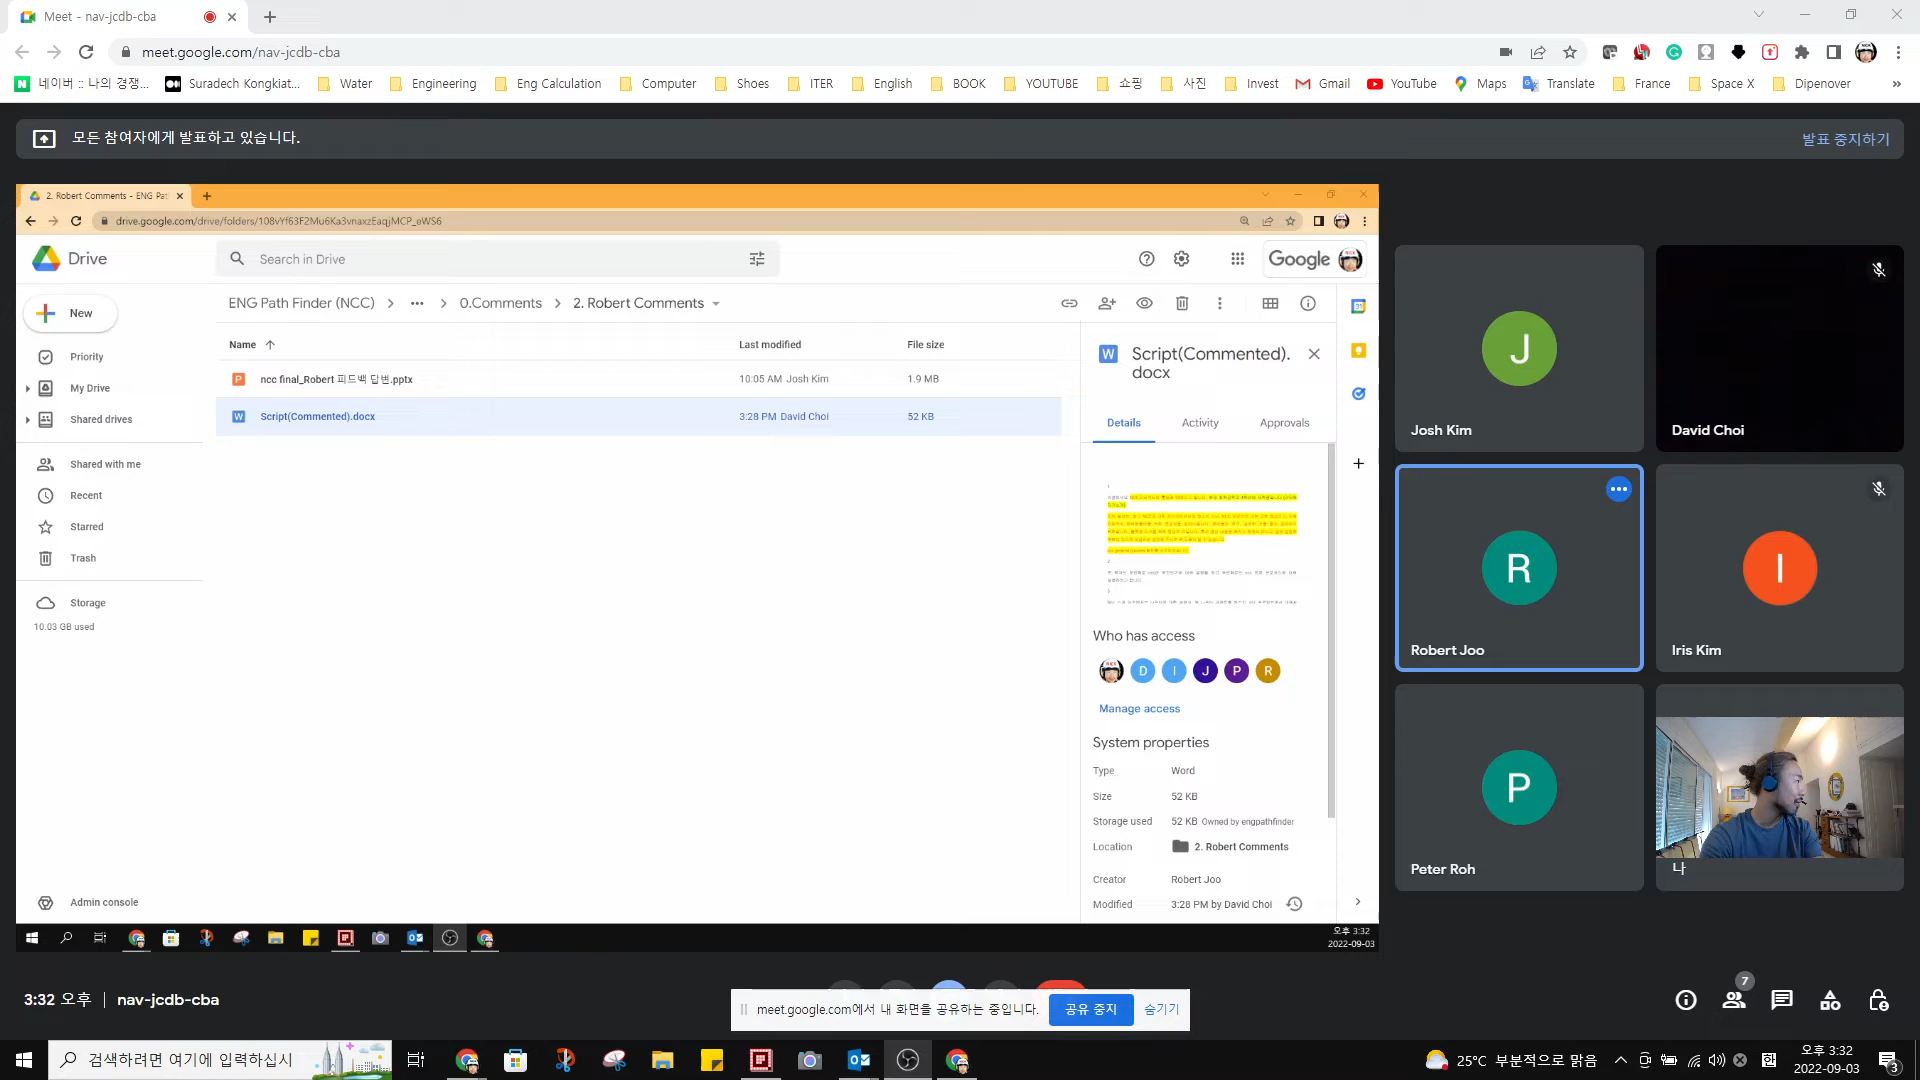 Meet - nav-jcdb-cba
meet.google.com/nav-jcdb-cba
네이버 :: 나의 경쟁... Suradech Kongkiat... Water Engineering Eng Calculation Computer Shoes ITER English BOOK YOUTUBE 쇼핑 사진 Invest Gmail YouTube Maps Translate France Space X Dipenover »
모든 참여자에게 발표하고 있습니다. 발표 중지하기
2. Robert Comments - ENG Pat
drive.google.com/drive/folders/108vYf63F2Mu6Ka3vnaxzEaqjMCP_eWS6
Drive
Search in Drive
Google
New
ENG Path Finder (NCC) > ... > 0.Comments > 2. Robert Comments
Name Last modified File size
ncc final_Robert 피드백 답변.pptx 10:05 AM Josh Kim 1.9 MB
Script(Commented).docx 3:28 PM David Choi 52 KB
Priority
My Drive
Shared drives
Shared with me
Recent
Starred
Trash
Storage
10.03 GB used
Admin console
Script(Commented).
docx
Details Activity Approvals
Who has access
D I J P R
Manage access
System properties
Type Word
Size 52 KB
Storage used 52 KB Owned by engpathfinder
Location 2. Robert Comments
Creator Robert Joo
Modified 3:28 PM by David Choi
오후 3:32
2022-09-03
J
Josh Kim
David Choi
R
Robert Joo
I
Iris Kim
P
Peter Roh
나
3:32 오후 | nav-jcdb-cba
meet.google.com에서 내 화면을 공유하는 중입니다. 공유 중지 숨기기
7
검색하려면 여기에 입력하십시
25°C 부분적으로 맑음
오후 3:32
2022-09-03
3